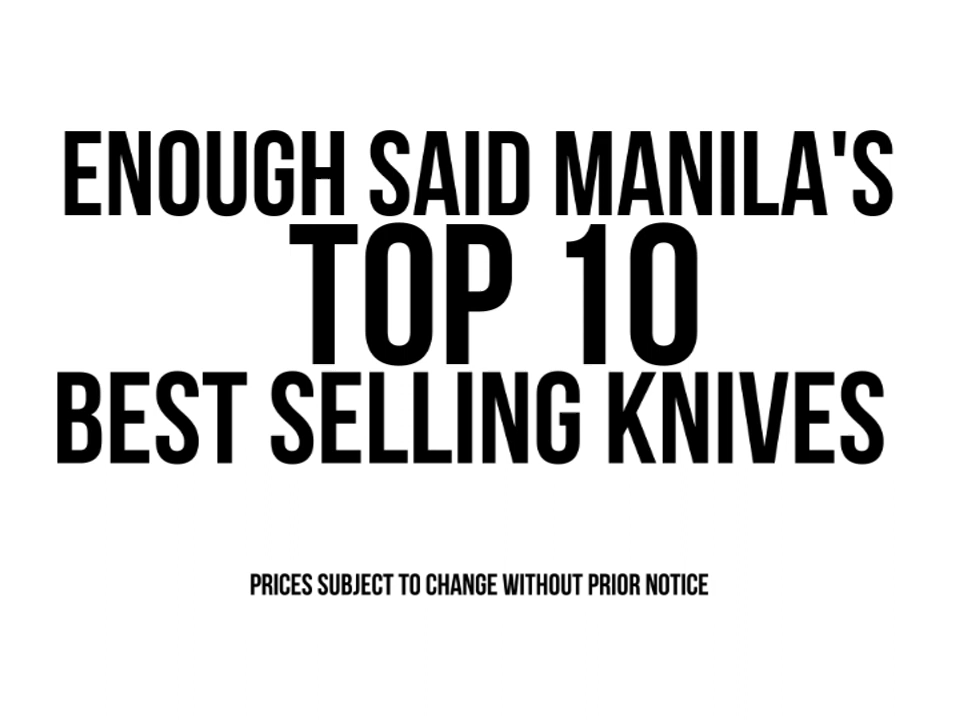 ENOUGH SAID MANILA'S
TOP 10
BEST SELLING KNIVES
PRICES SUBJECT TO CHANGE WITHOUT PRIOR NOTICE